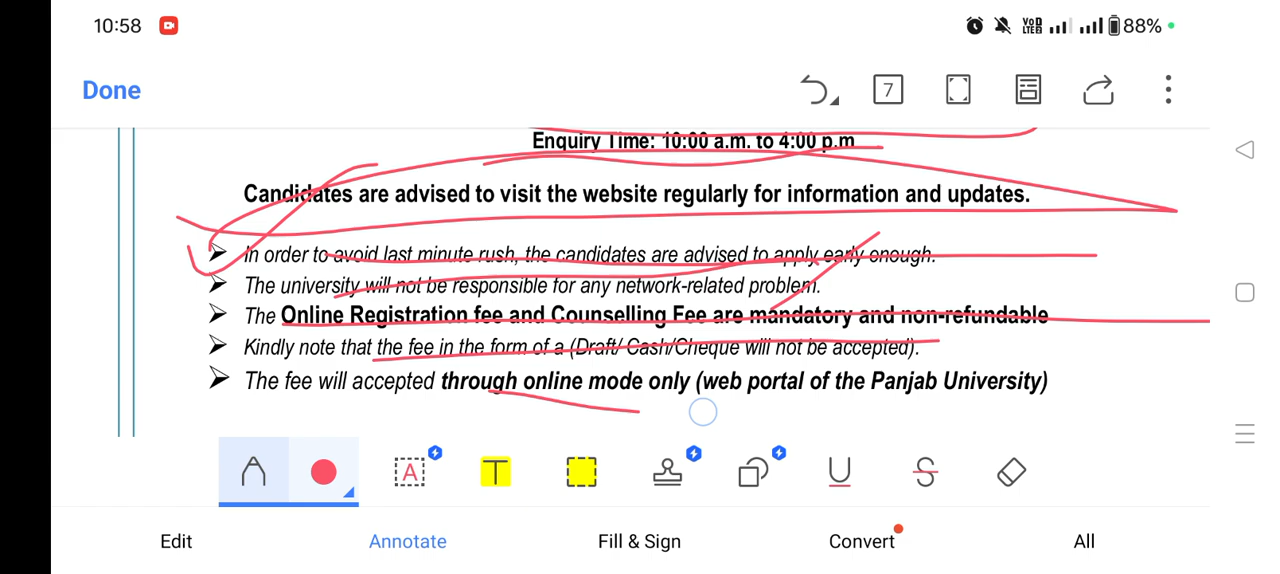 10:58
VoD
LTE 2
88%
Done
7
Enquiry Time: 10:00 a.m. to 4:00 p.m
Candidates are advised to visit the website regularly for information and updates.
➢ In order to avoid last minute rush, the candidates are advised to apply early enough.
➢ The university will not be responsible for any network-related problem.
➢ The Online Registration fee and Counselling Fee are mandatory and non-refundable
➢ Kindly note that the fee in the form of a (Draft/ Cash/Cheque will not be accepted).
➢ The fee will accepted through online mode only (web portal of the Panjab University)
A
T
U
S
Edit
Annotate
Fill & Sign
Convert
All